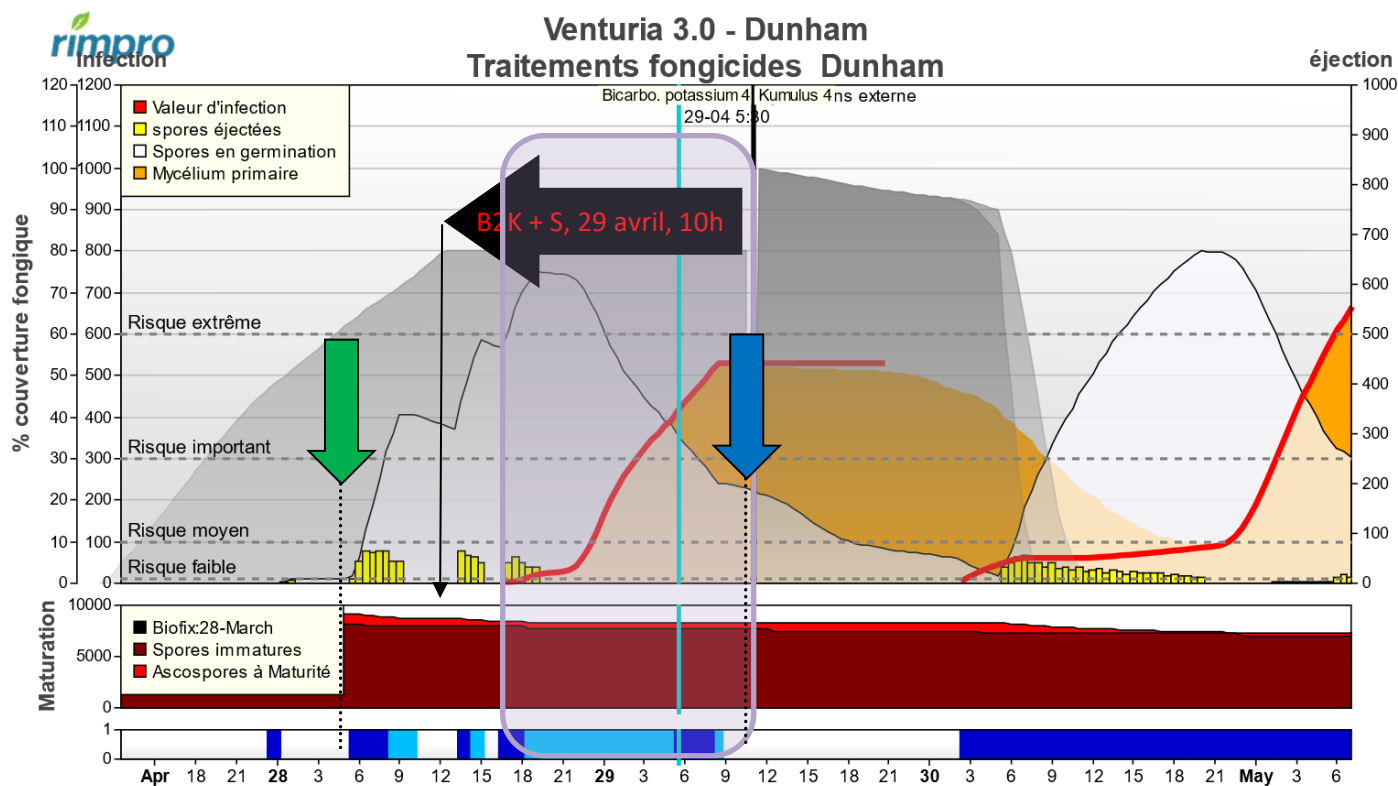 rimpro
Venturia 3.0 - Dunham
Traitements fongicides Dunham
Infection
éjection
Bicarbo. potassium 4 Kumulus 4 ns externe
29-04 5:30
Valeur d'infection
spores éjectées
Spores en germination
Mycélium primaire
B2K + S, 29 avril, 10h
% couverture fongique
120 110 100 90 80 70 60 50 40 30 20 10 0
1200 1100 1000 900 800 700 600 500 400 300 200 100 0
1000 900 800 700 600 500 400 300 200 100 0
Risque extrême
Risque important
Risque moyen
Risque faible
Maturation
10000
5000
0
Biofix:28-March
Spores immatures
Ascospores à Maturité
1
0
Apr 18 21 28 3 6 9 12 15 18 21 29 3 6 9 12 15 18 21 30 3 6 9 12 15 18 21 May 3 6